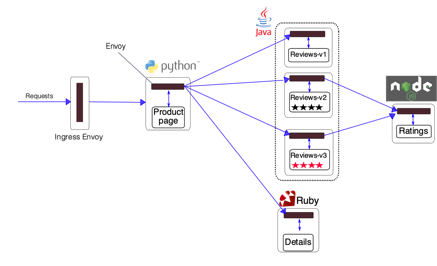 Envoy
Java
python
Reviews-v1
Requests
Product
page
Ingress Envoy
Reviews-v2
node
Ratings
Reviews-v3
Ruby
Details